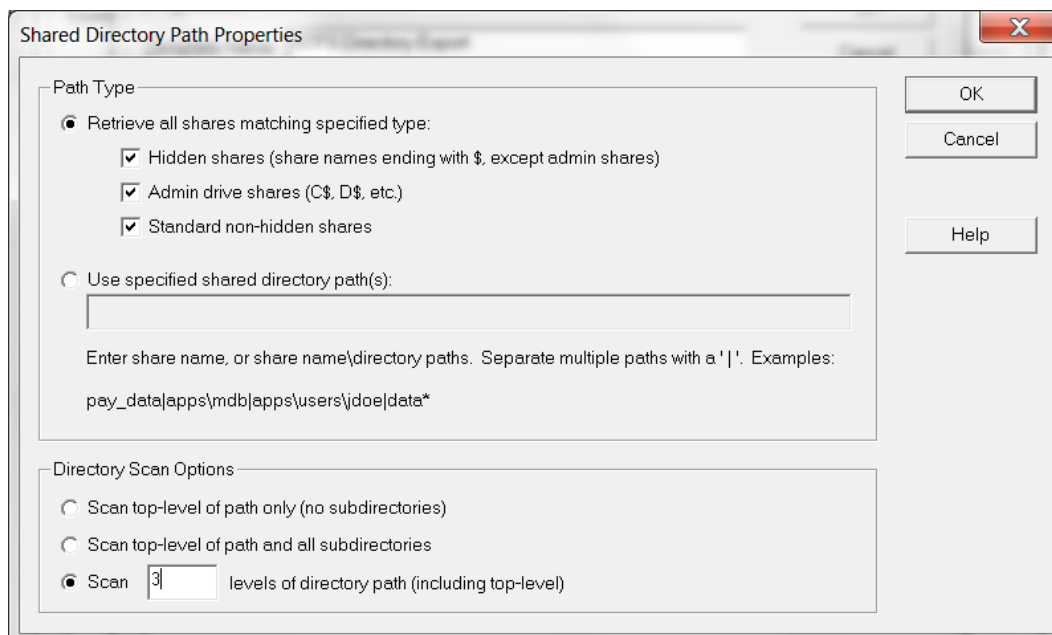 Shared Directory Path Properties
X
Path Type
OK
Retrieve all shares matching specified type:
Cancel
Hidden shares (share names ending with $, except admin shares)
Admin drive shares (C$, D$, etc.)
Standard non-hidden shares
Help
Use specified shared directory path(s):
Enter share name, or share name\directory paths. Separate multiple paths with a '|'. Examples:
pay_data|apps\mdb|apps\users\jdoe|data*
Directory Scan Options
Scan top-level of path only (no subdirectories)
Scan top-level of path and all subdirectories
Scan 3 levels of directory path (including top-level)